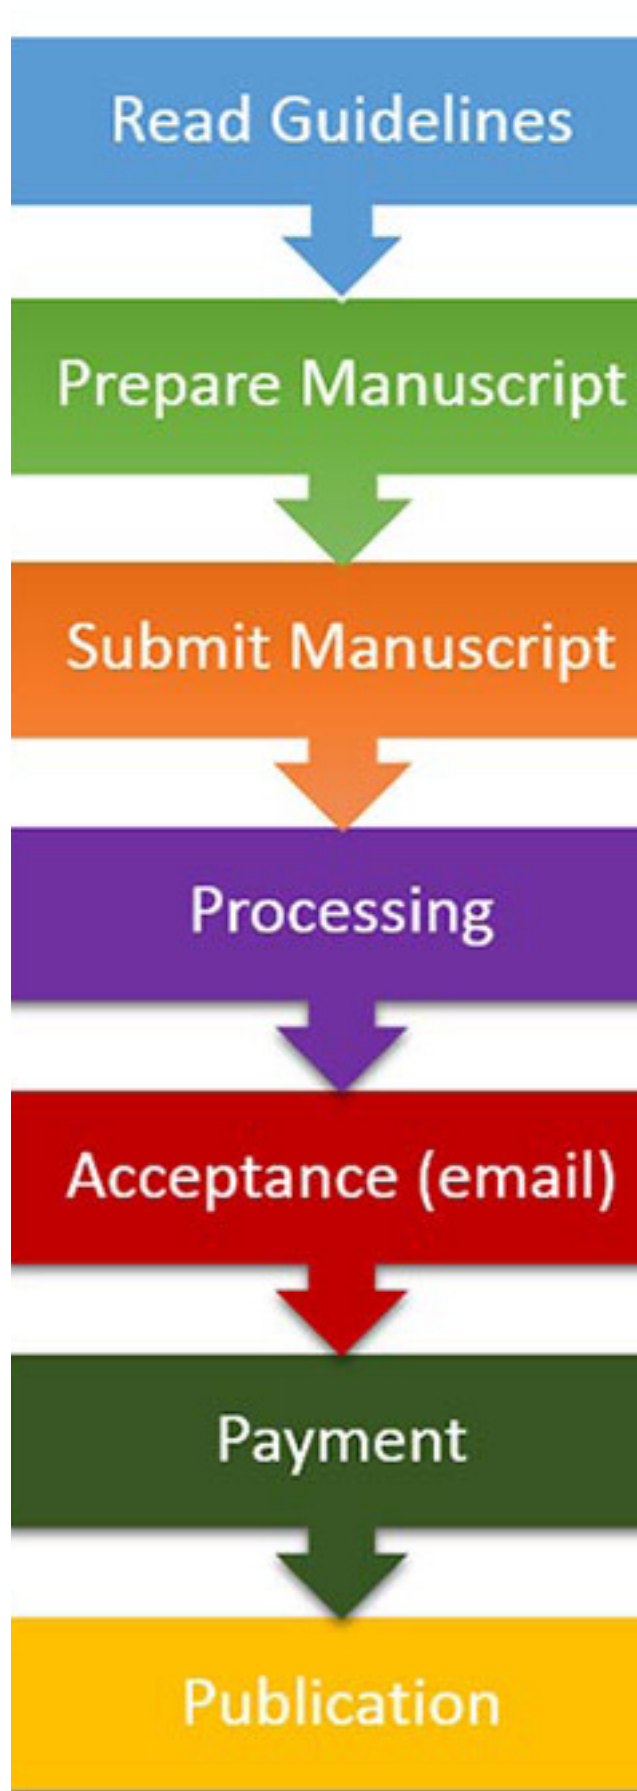 Read Guidelines
Prepare Manuscript
Submit Manuscript
Processing
Acceptance (email)
Payment
Publication